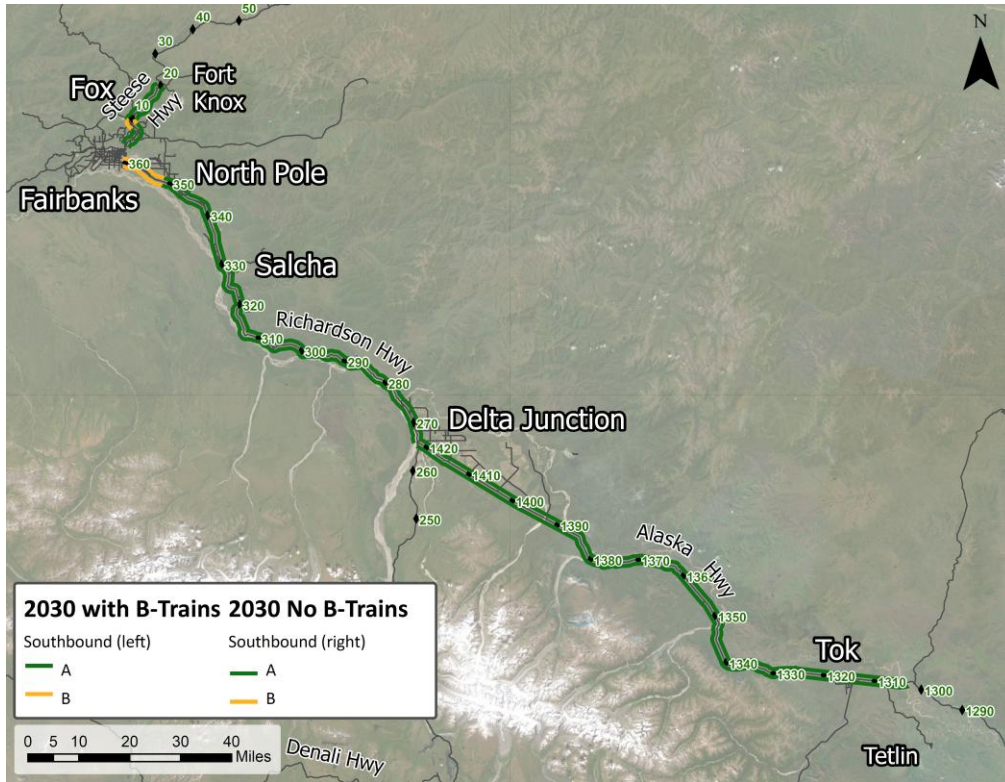 50
40
N
30
20
Fox
Fort
Knox
Steese
Hwy
10
360
350
North Pole
Fairbanks
340
330
Salcha
320
310
Richardson Hwy
300
290
280
270
Delta Junction
1420
260
1410
1400
250
1390
Alaska Hwy
1380
1370
1360
1350
Tok
1340
1330
1320
1310
1300
1290
Tetlin
Denali Hwy
2030 with B-Trains 2030 No B-Trains
Southbound (left) Southbound (right)
A A
B B
0 5 10 20 30 40
Miles